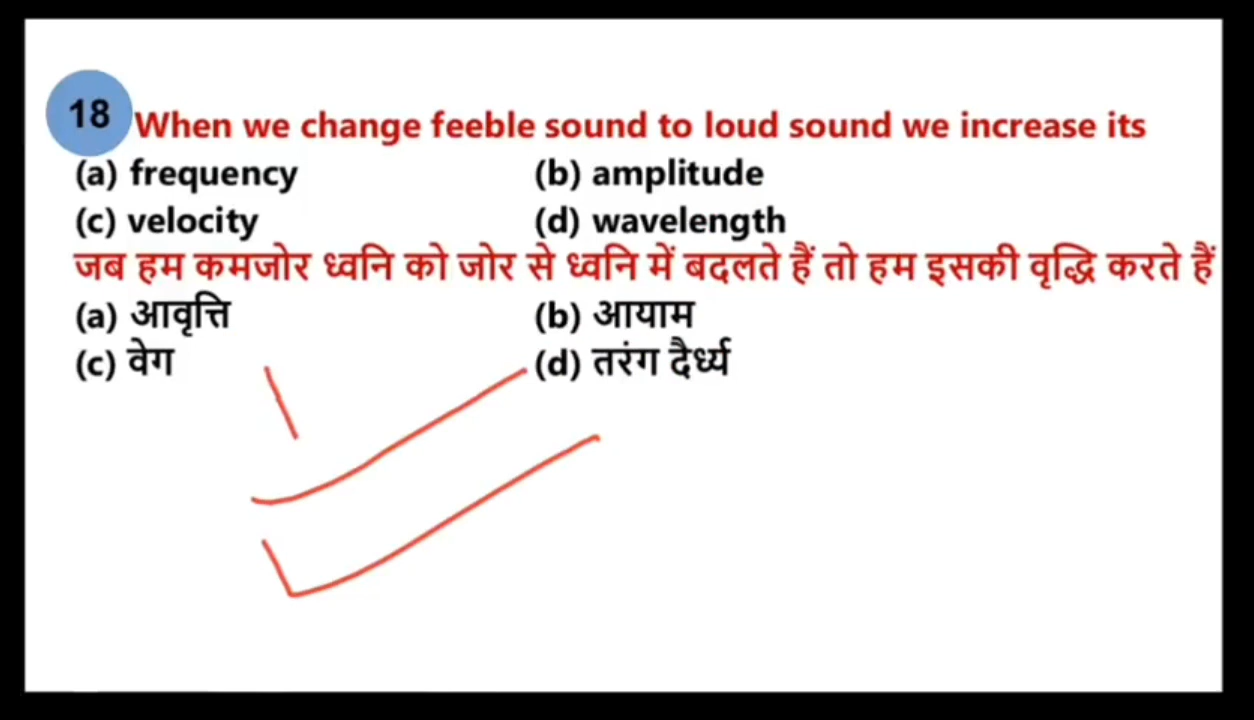 18 When we change feeble sound to loud sound we increase its
(a) frequency (b) amplitude
(c) velocity (d) wavelength
जब हम कमजोर ध्वनि को जोर से ध्वनि में बदलते हैं तो हम इसकी वृद्धि करते हैं
(a) आवृत्ति (b) आयाम
(c) वेग (d) तरंग दैर्ध्य